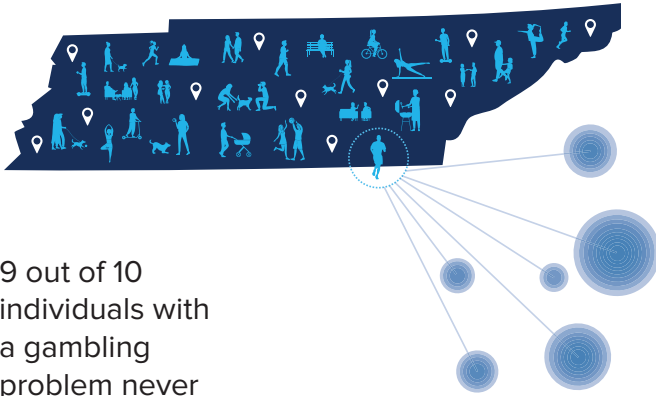 9 out of 10
individuals with
a gambling
problem never